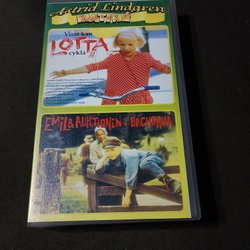 Astrid Lindgren
Visst kan
LOTTA
cykla
EMIL & AUKTIONEN I BACKHORVA